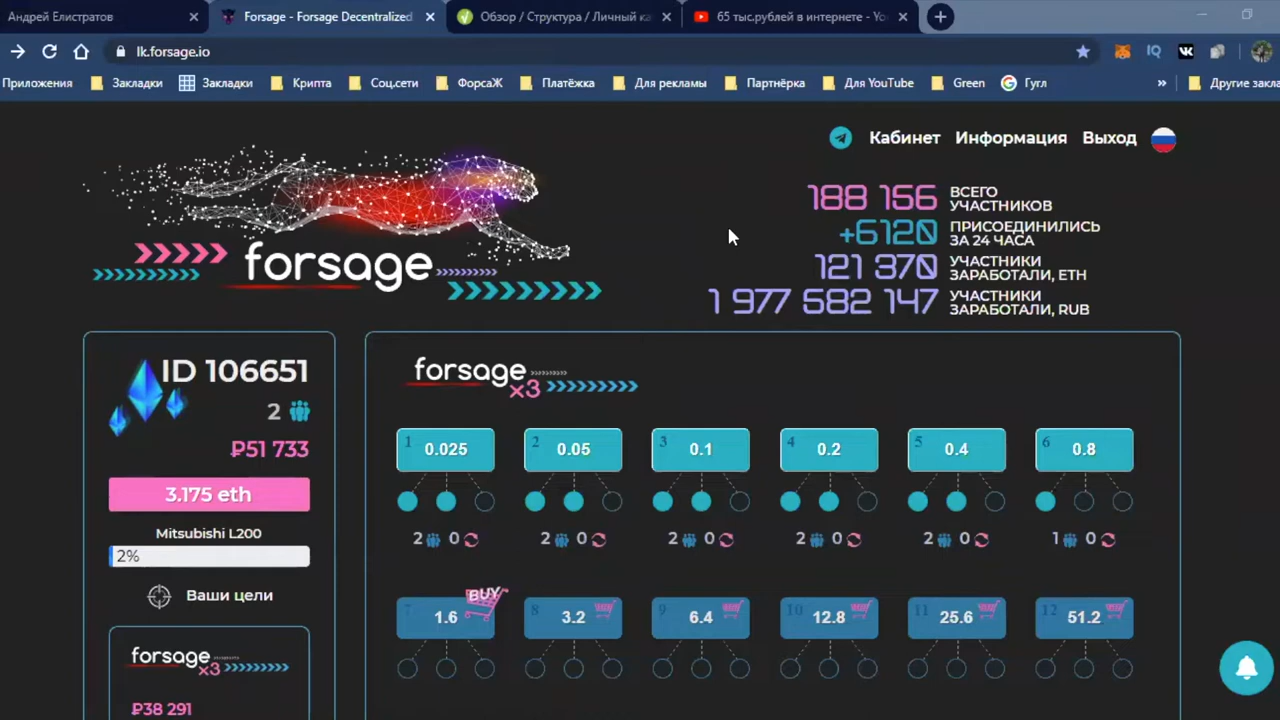 Андрей Елистратов
Forsage - Forsage Decentralized
Обзор / Структура / Личный ка
65 тыс.рублей в интернете - Yo
lk.forsage.io
Приложения
Закладки
Закладки
Крипта
Соц.сети
ФорсаЖ
Платёжка
Для рекламы
Партнёрка
Для YouTube
Green
Гугл
Другие закла
Кабинет
Информация
Выход
forsage
188 156 ВСЕГО
УЧАСТНИКОВ
+6120 ПРИСОЕДИНИЛИСЬ
ЗА 24 ЧАСА
121 370 УЧАСТНИКИ
ЗАРАБОТАЛИ, ETH
1 977 582 147 УЧАСТНИКИ
ЗАРАБОТАЛИ, RUB
ID 106651
2
₽51 733
3.175 eth
Mitsubishi L200
2%
Ваши цели
forsage
x3
₽38 291
forsage
x3
1 0.025
2 0.05
3 0.1
4 0.2
5 0.4
6 0.8
2 0
2 0
2 0
2 0
2 0
1 0
7 1.6 BUY
8 3.2
9 6.4
10 12.8
11 25.6
12 51.2